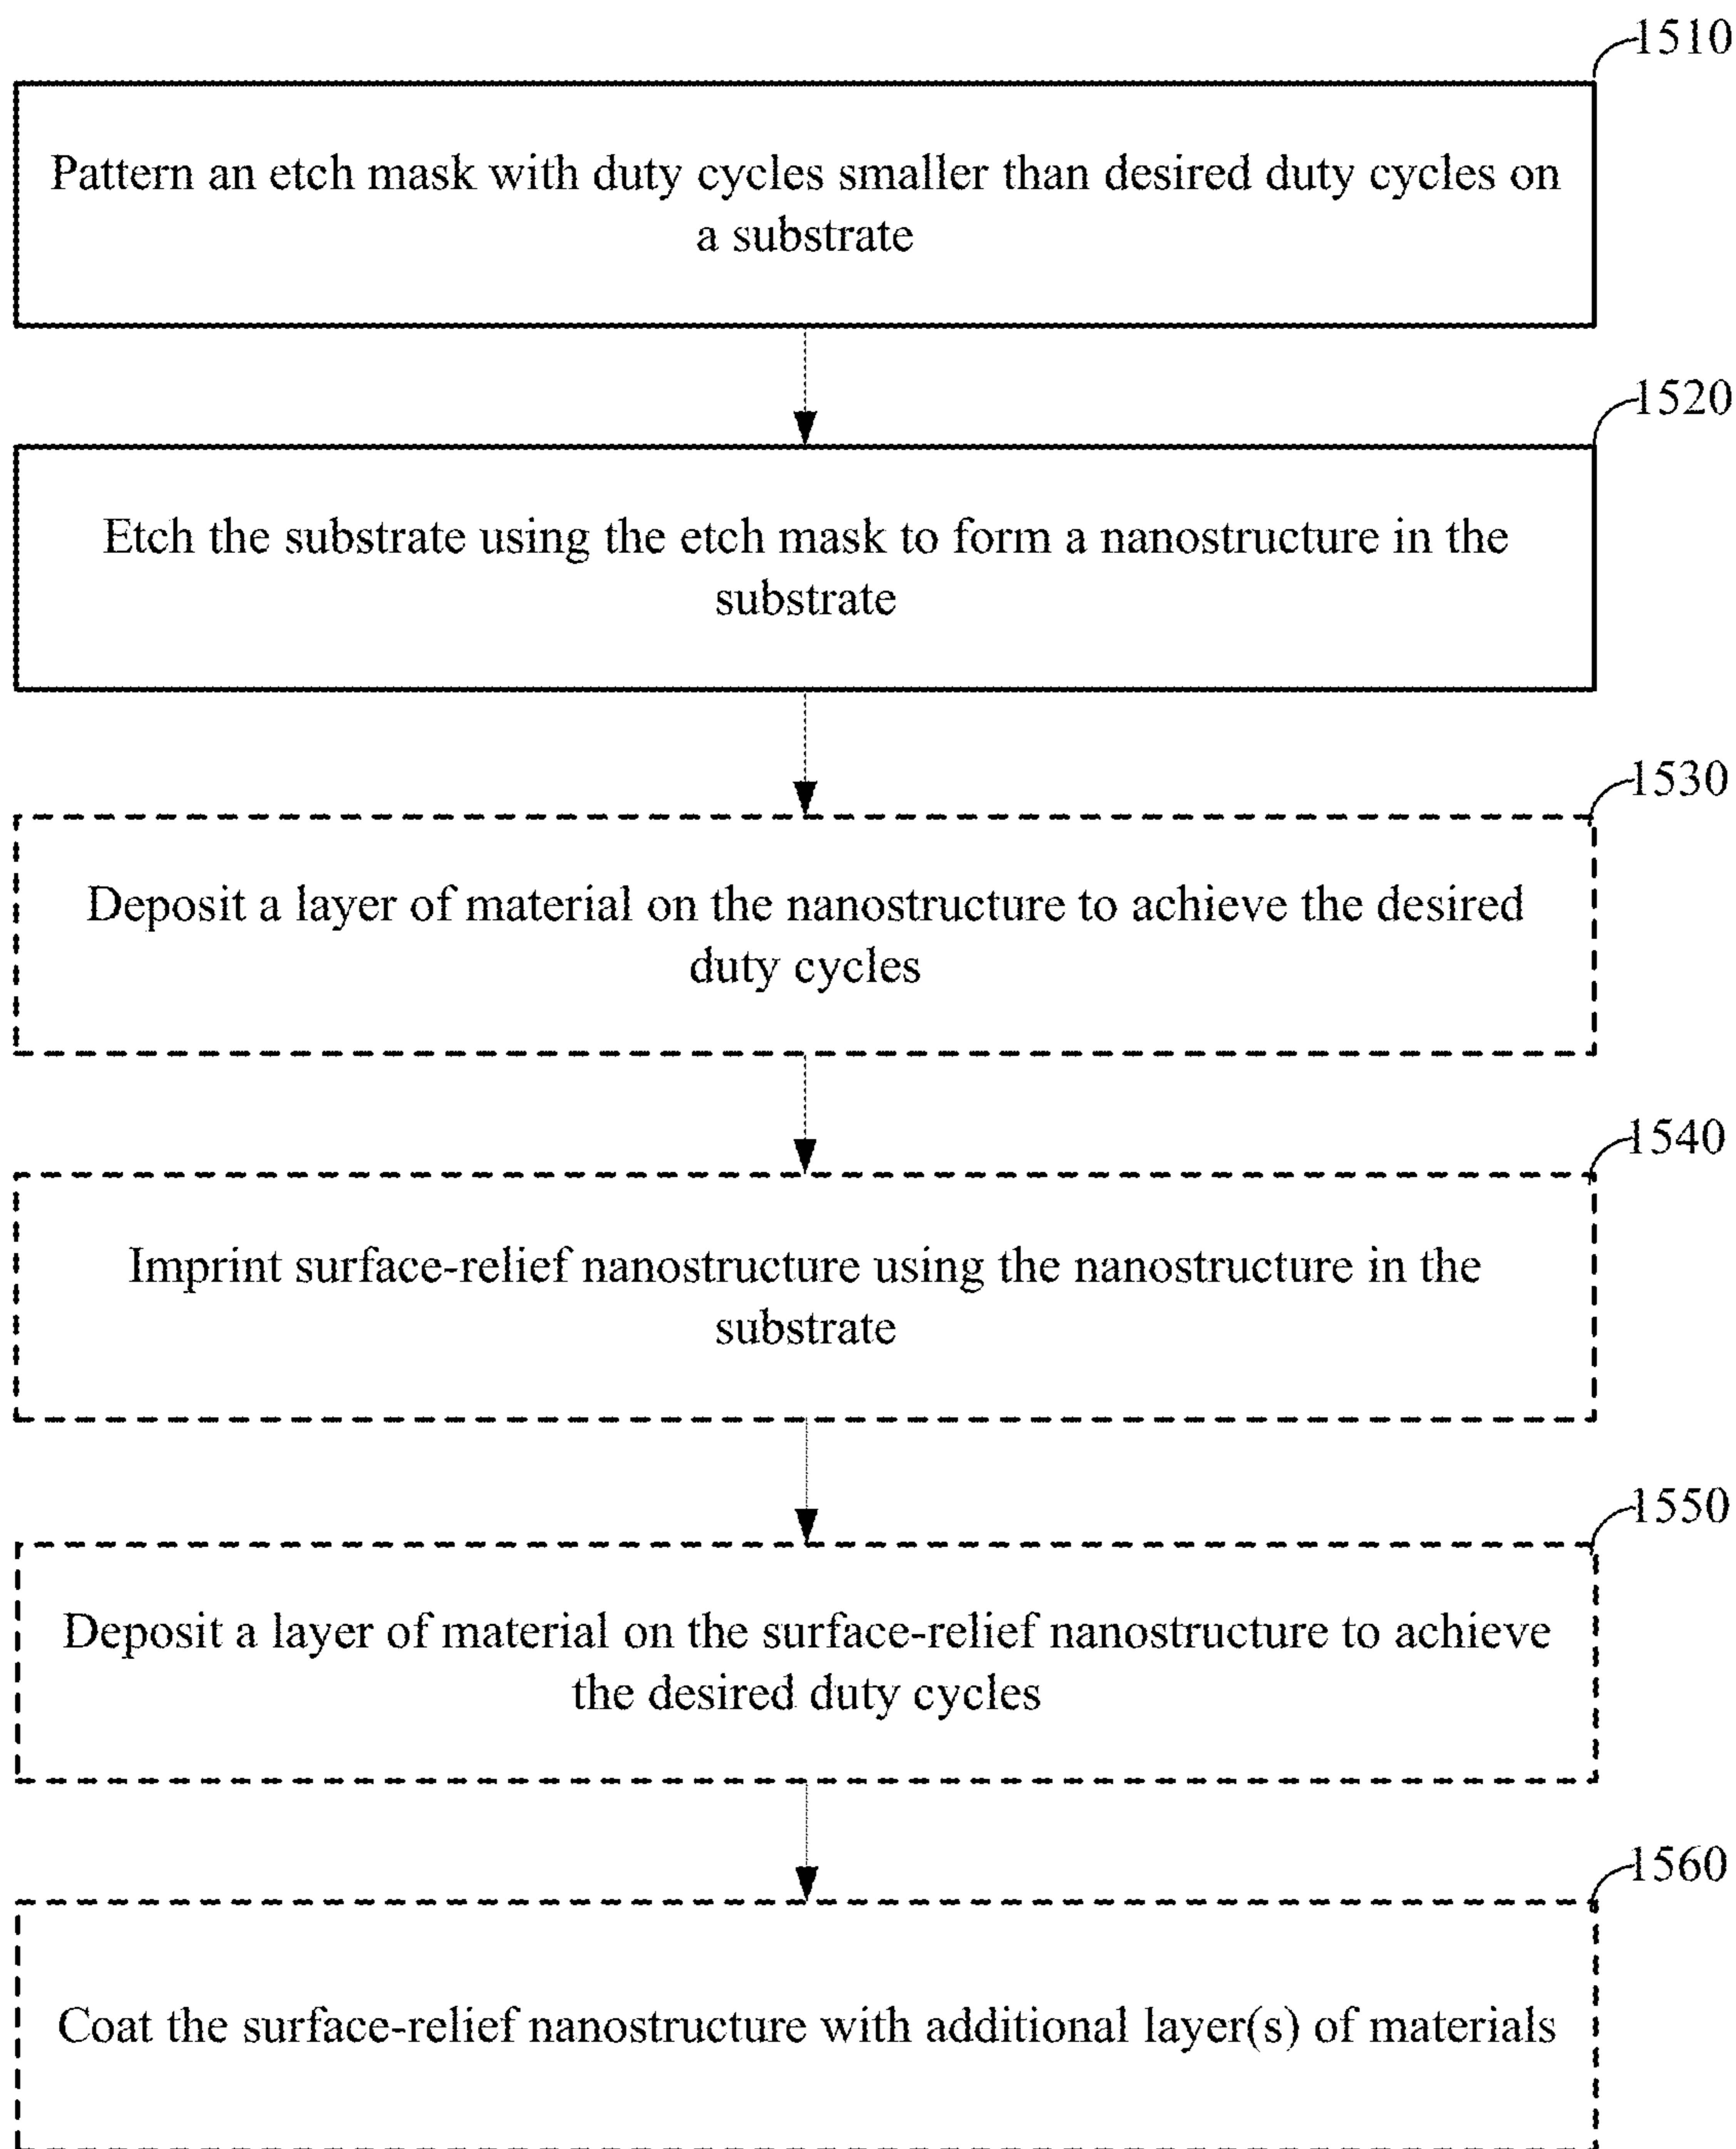 1510
Pattern an etch mask with duty cycles smaller than desired duty cycles on
a substrate
1520
Etch the substrate using the etch mask to form a nanostructure in the
substrate
1530
Deposit a layer of material on the nanostructure to achieve the desired
duty cycles
1540
Imprint surface-relief nanostructure using the nanostructure in the
substrate
1550
Deposit a layer of material on the surface-relief nanostructure to achieve
the desired duty cycles
1560
Coat the surface-relief nanostructure with additional layer(s) of materials